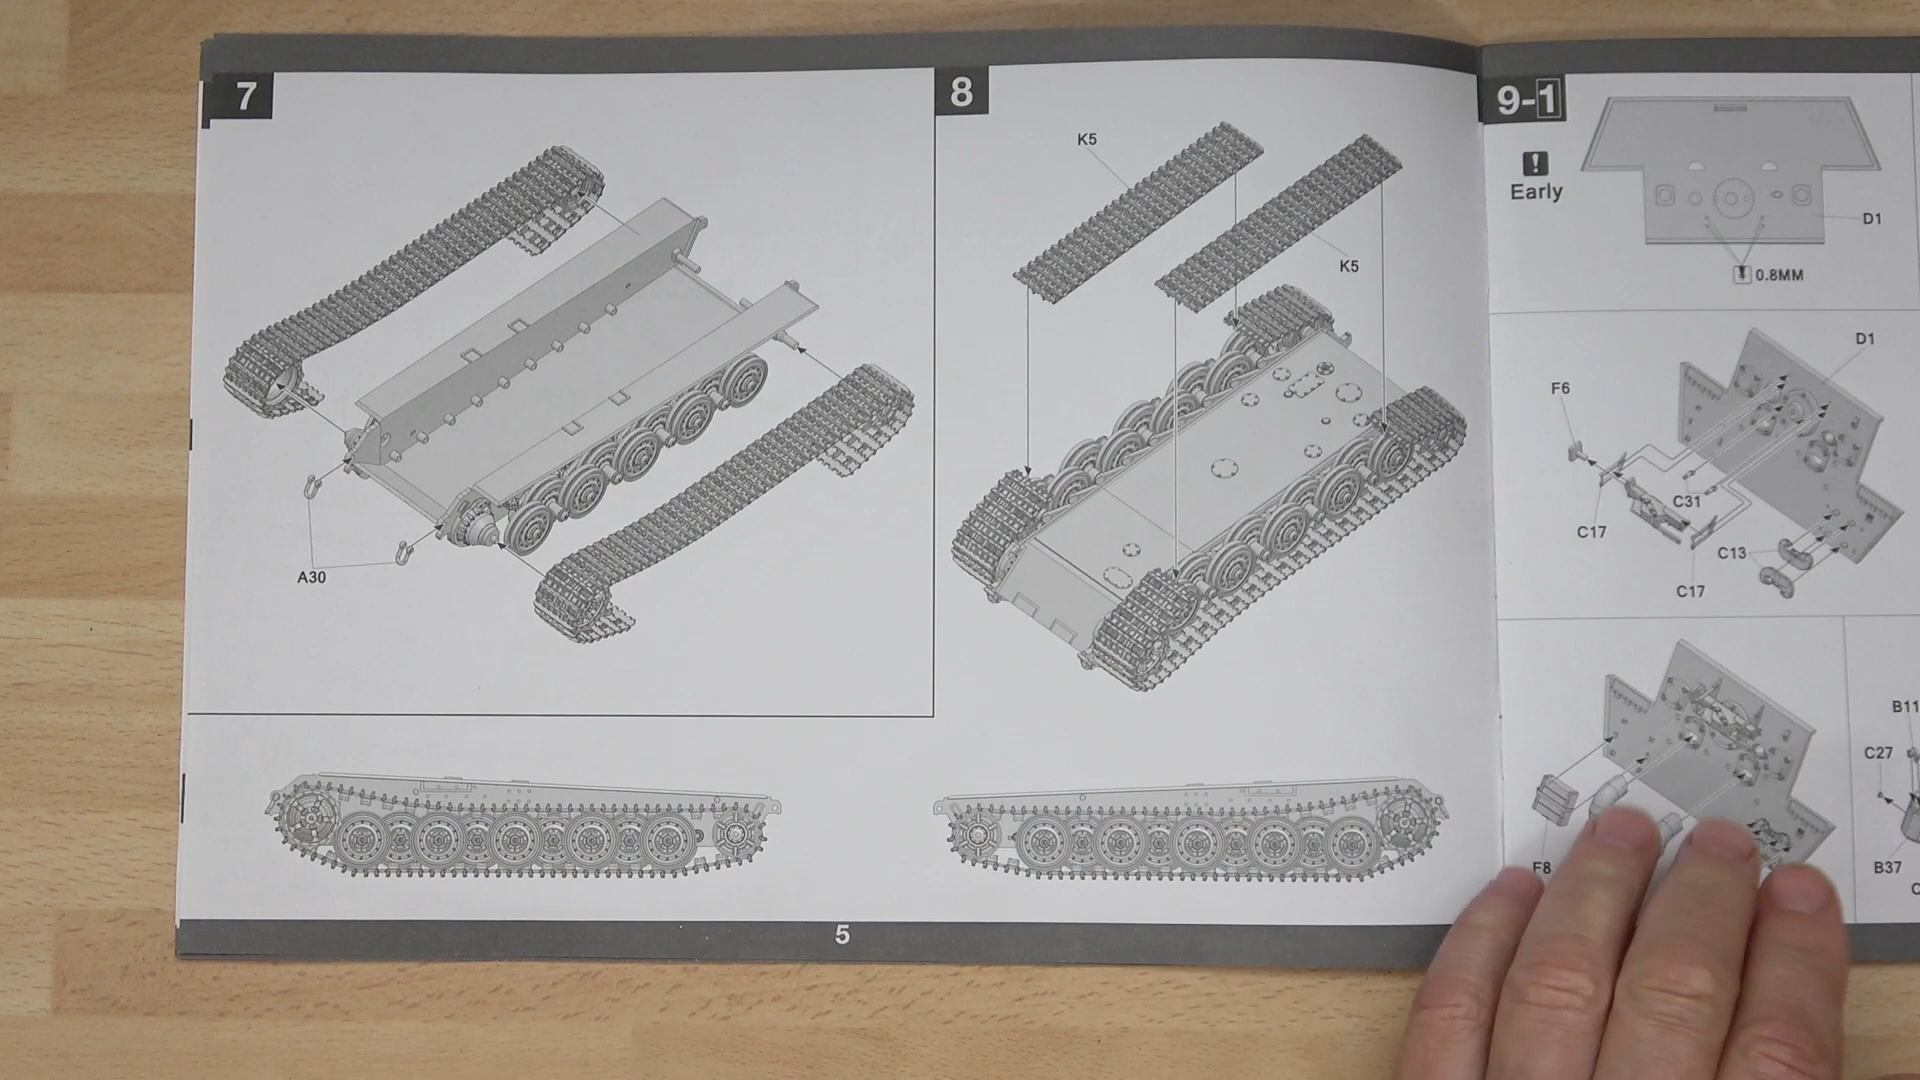 7
A30
8
K5
K5
5
9-1
!
Early
D1
0.8MM
D1
F6
C31
C17
C13
C17
F8
B11
C27
B37